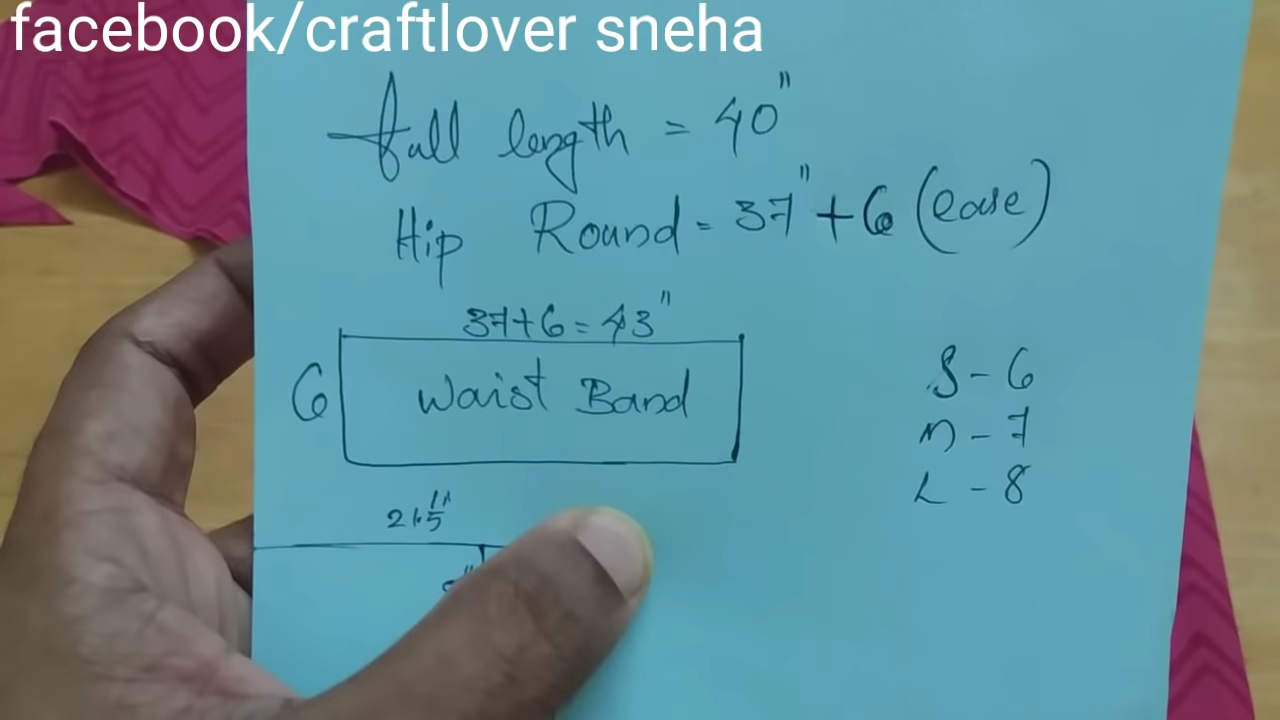 facebook/craftlover sneha
full length = 40"
Hip Round = 37" + 6 (ease)
37+6 = 43"
6
Waist Band
S - 6
M - 7
L - 8
21.5"